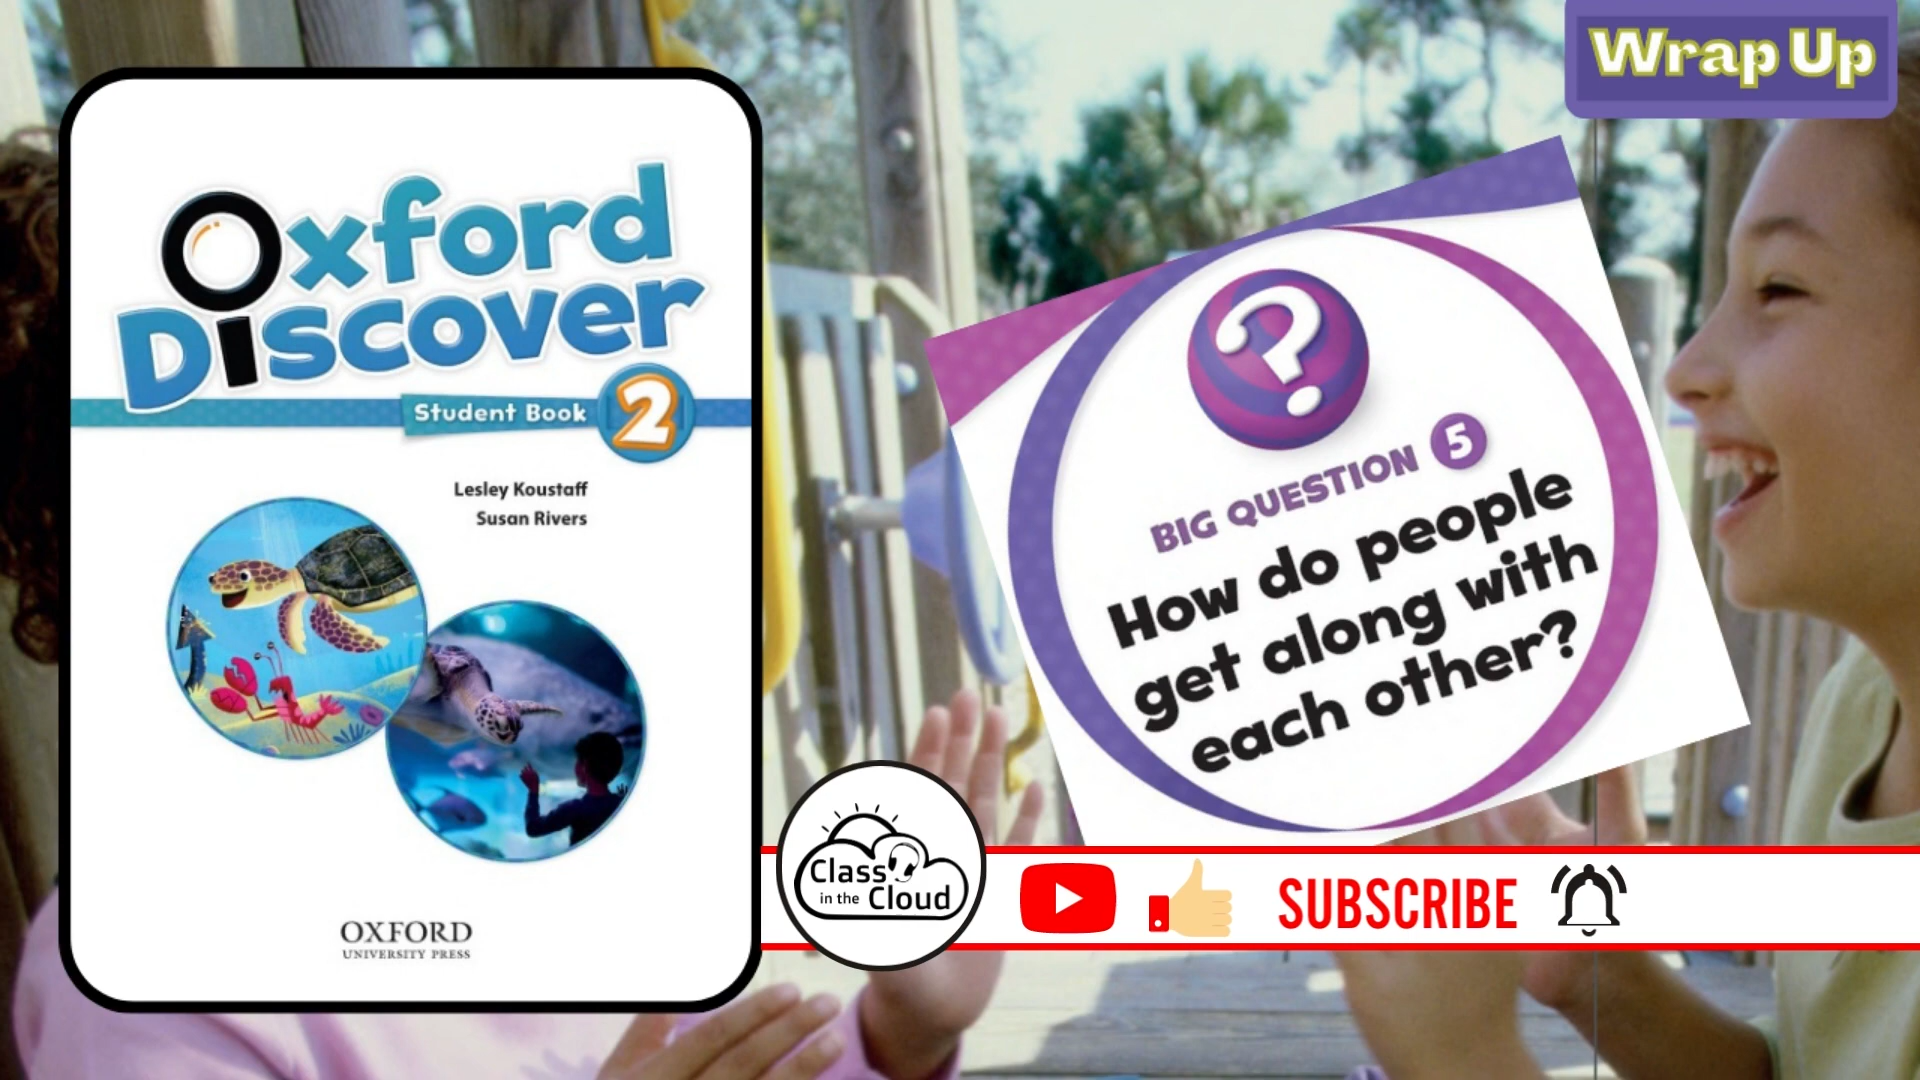 Wrap Up
Oxford
Discover
Student Book 2
Lesley Koustaff
Susan Rivers
OXFORD
UNIVERSITY PRESS
?
BIG QUESTION 5
How do people
get along with
each other?
Class
in the Cloud
SUBSCRIBE